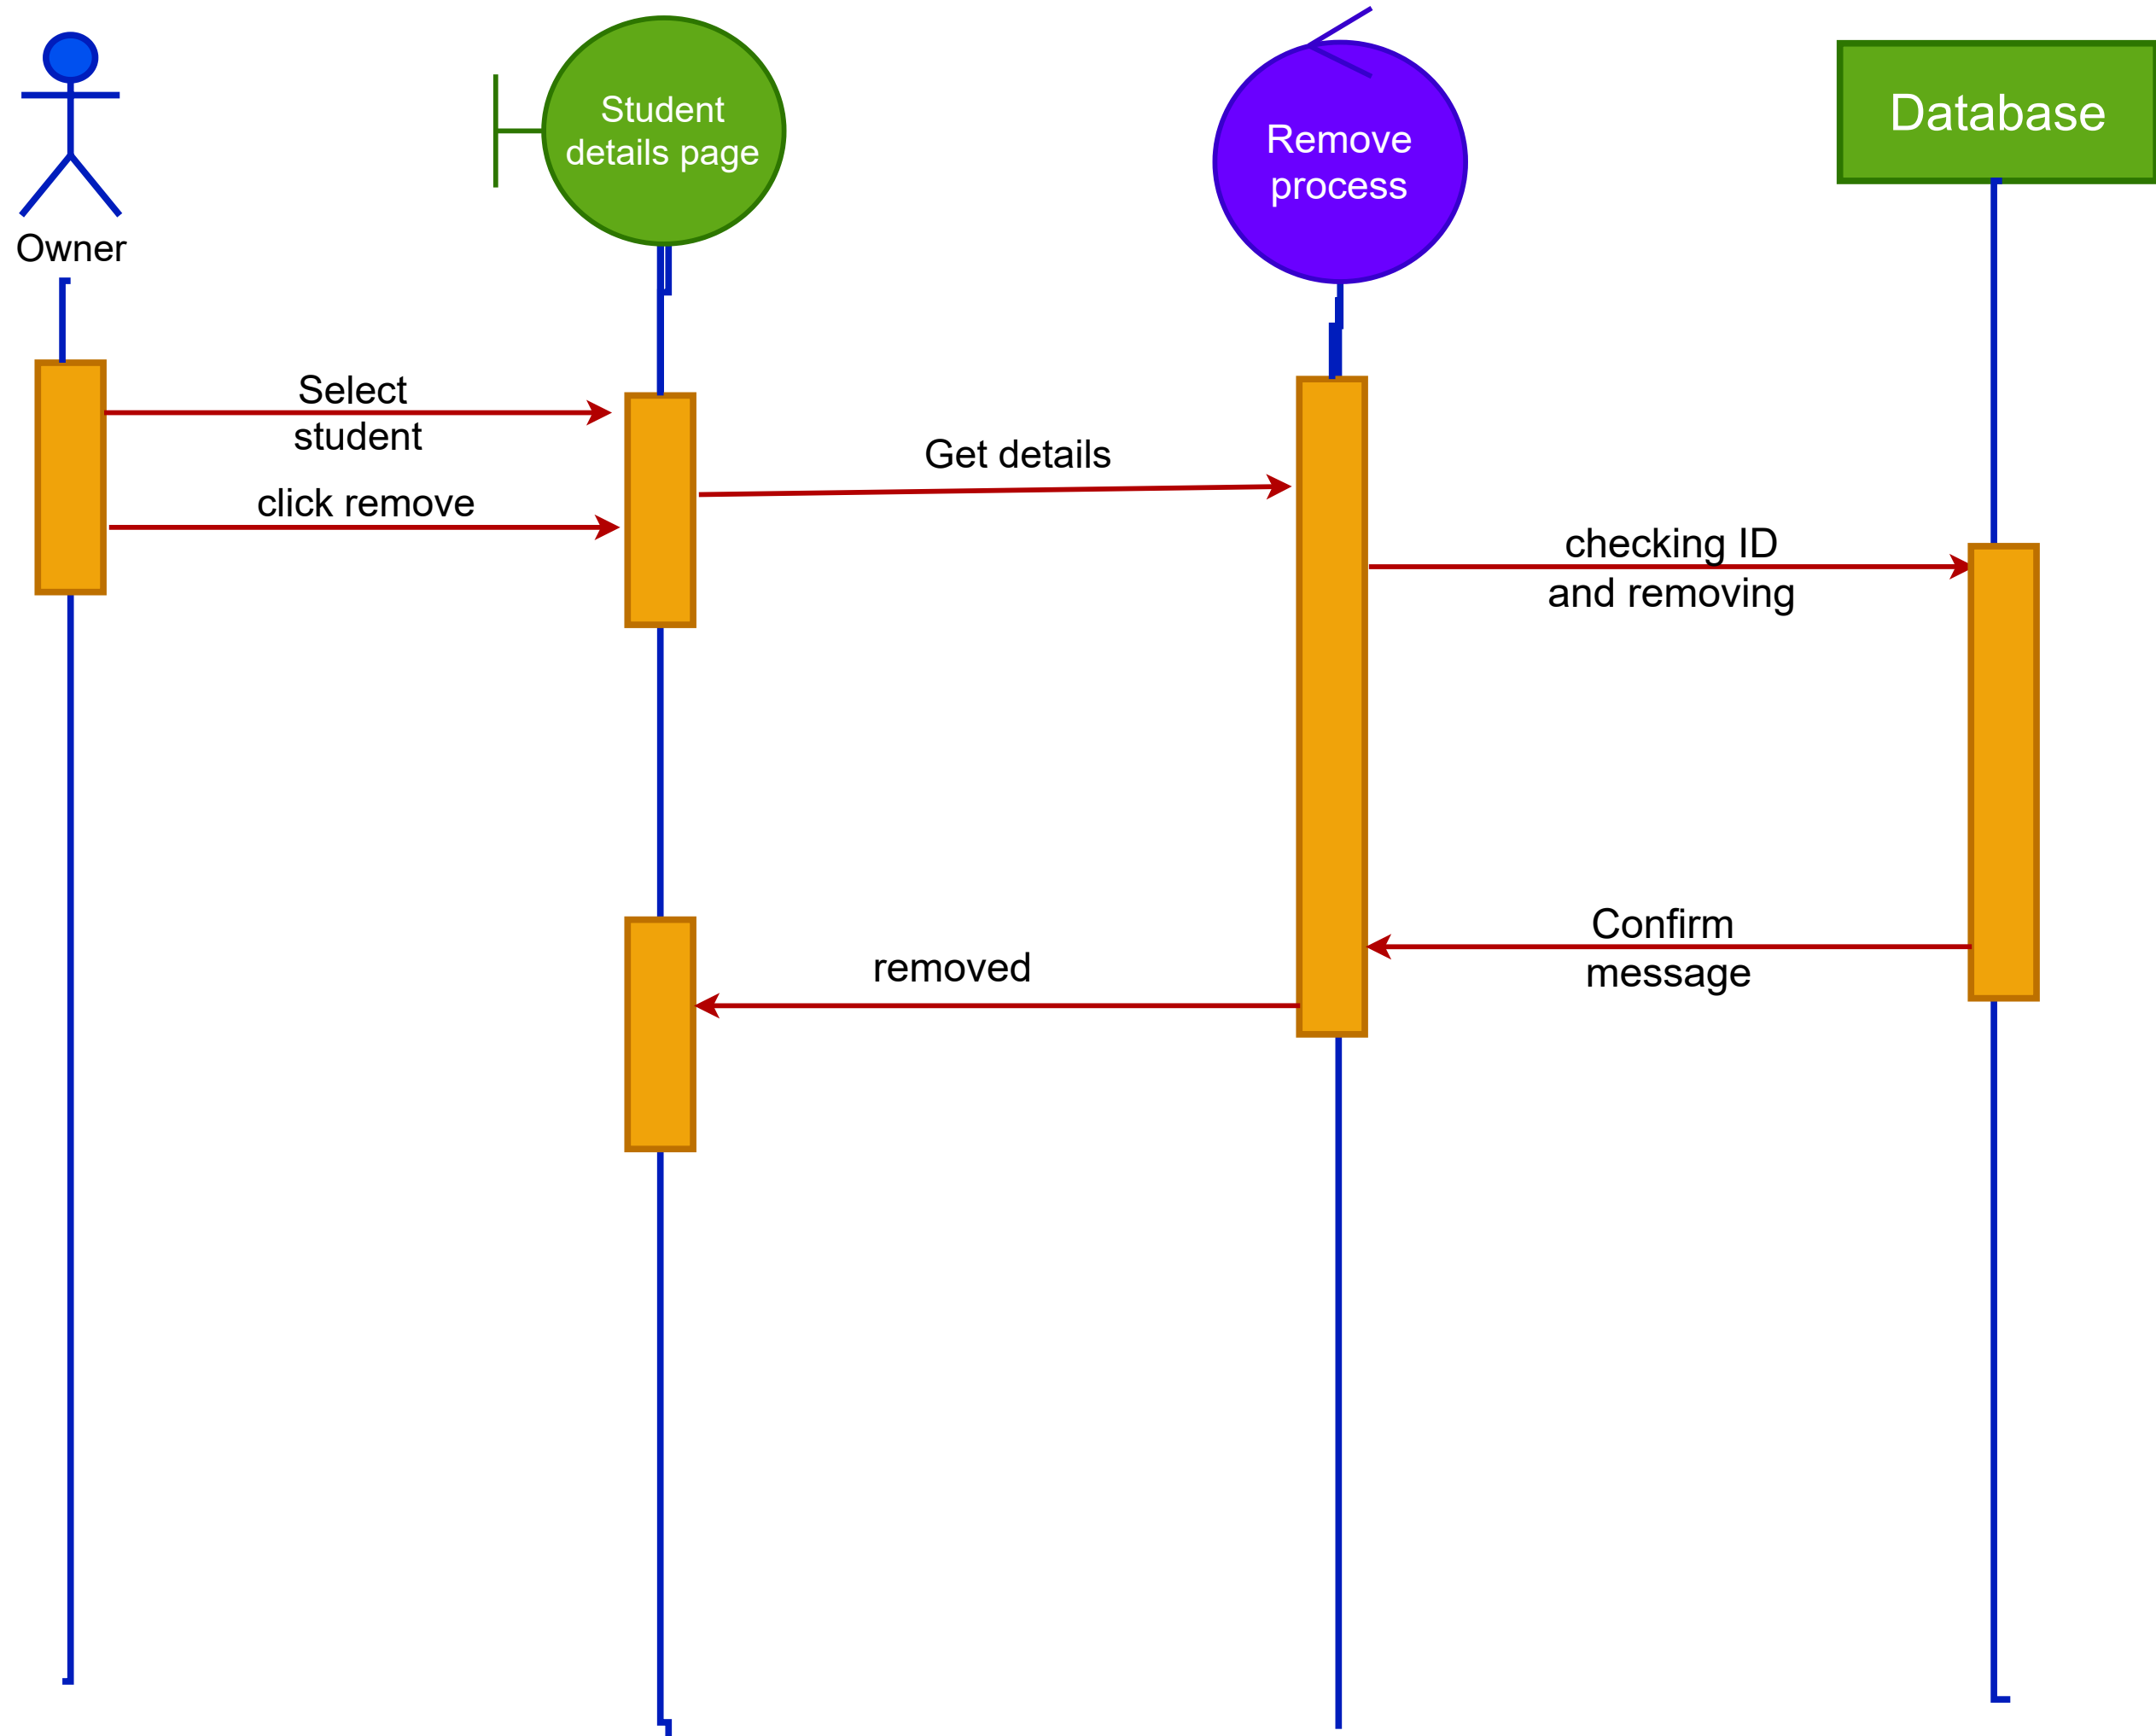 Student
details page
Remove
process
Database
Owner
Select
student
Get details
click remove
checking ID
and removing
Confirm
message
removed